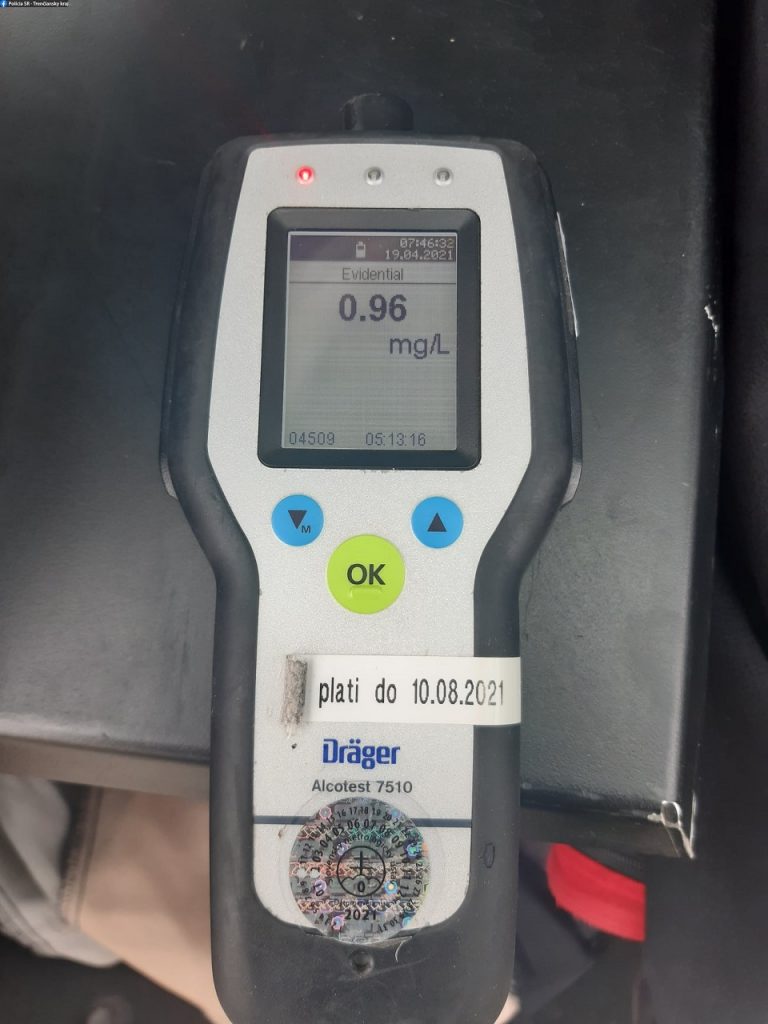 Polícia SR - Trenčiansky kraj
07:46:32
19.04.2021
Evidential
0.96
mg/L
04509 05:13:16
M
OK
plati do 10.08.2021
Dräger
Alcotest 7510
0
2021